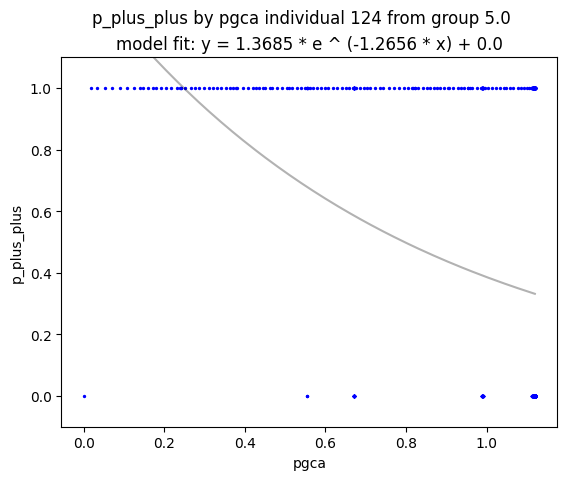 p_plus_plus by pgca individual 124 from group 5.0
model fit: y = 1.3685 * e ^ (-1.2656 * x) + 0.0
1.0
0.8
0.6
0.4
0.2
0.0
p_plus_plus
0.0 0.2 0.4 0.6 0.8 1.0
pgca